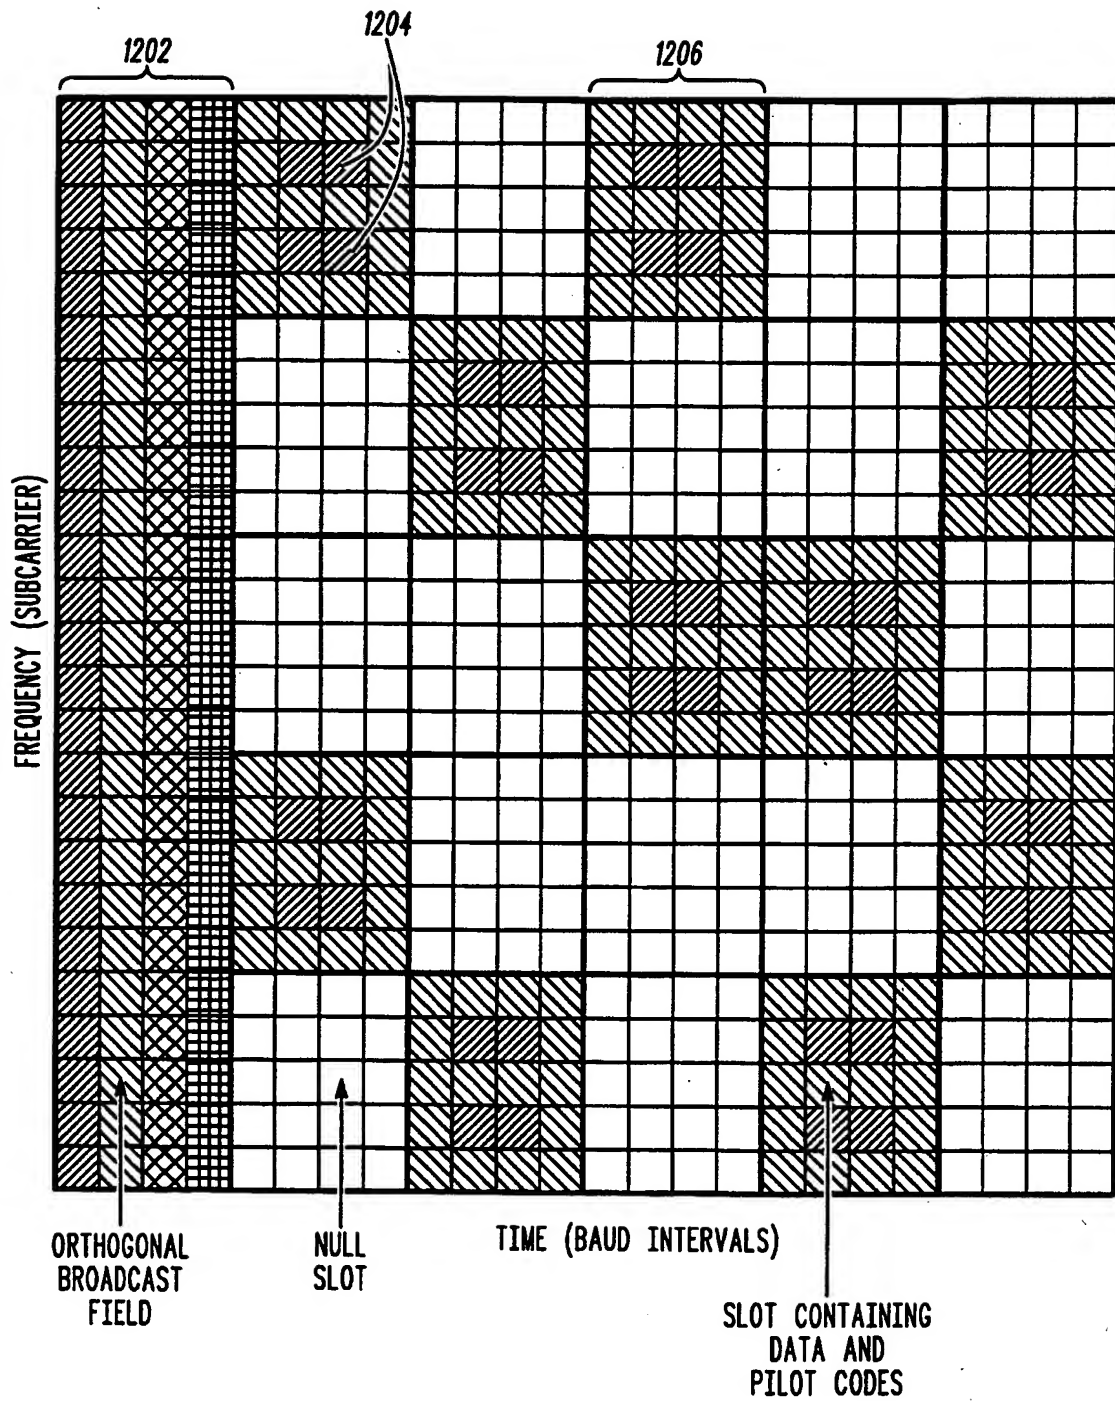 1204
1202
1206
FREQUENCY (SUBCARRIER)
TIME (BAUD INTERVALS)
ORTHOGONAL
BROADCAST
FIELD
NULL
SLOT
SLOT CONTAINING
DATA AND
PILOT CODES